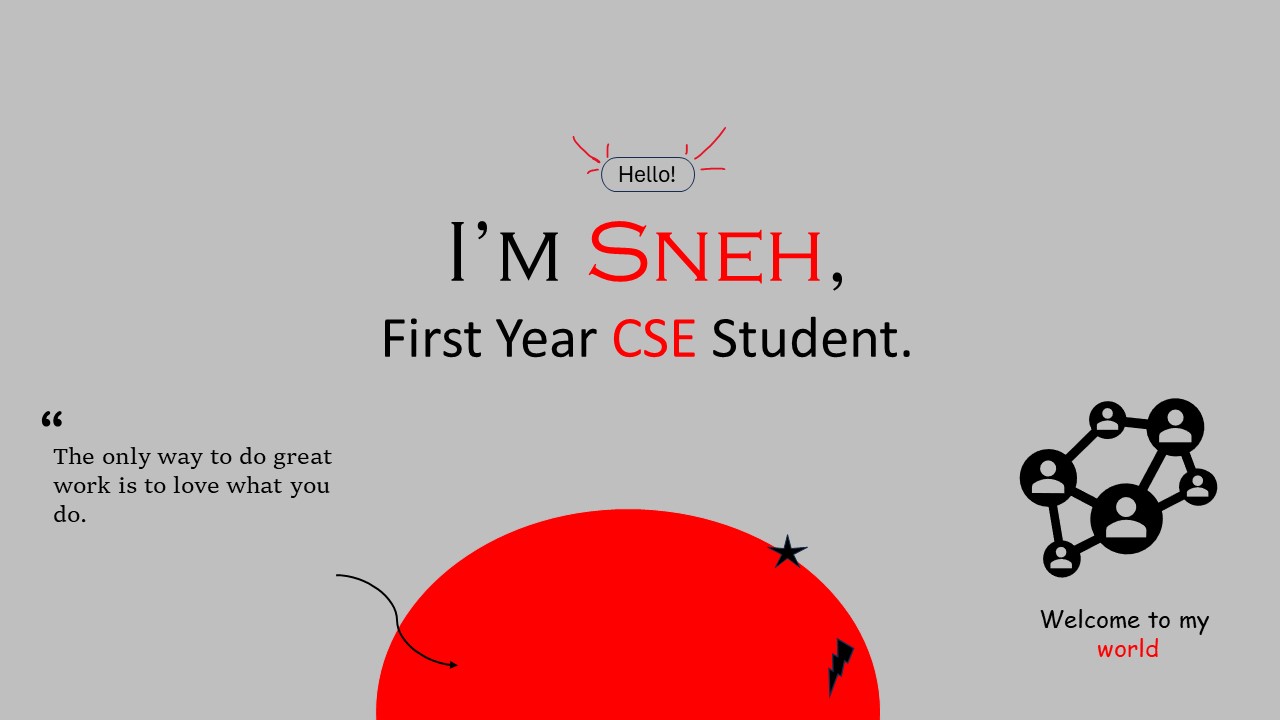 Hello!
I’m Sneh,
First Year CSE Student.
“
The only way to do great
work is to love what you
do.
Welcome to my
world